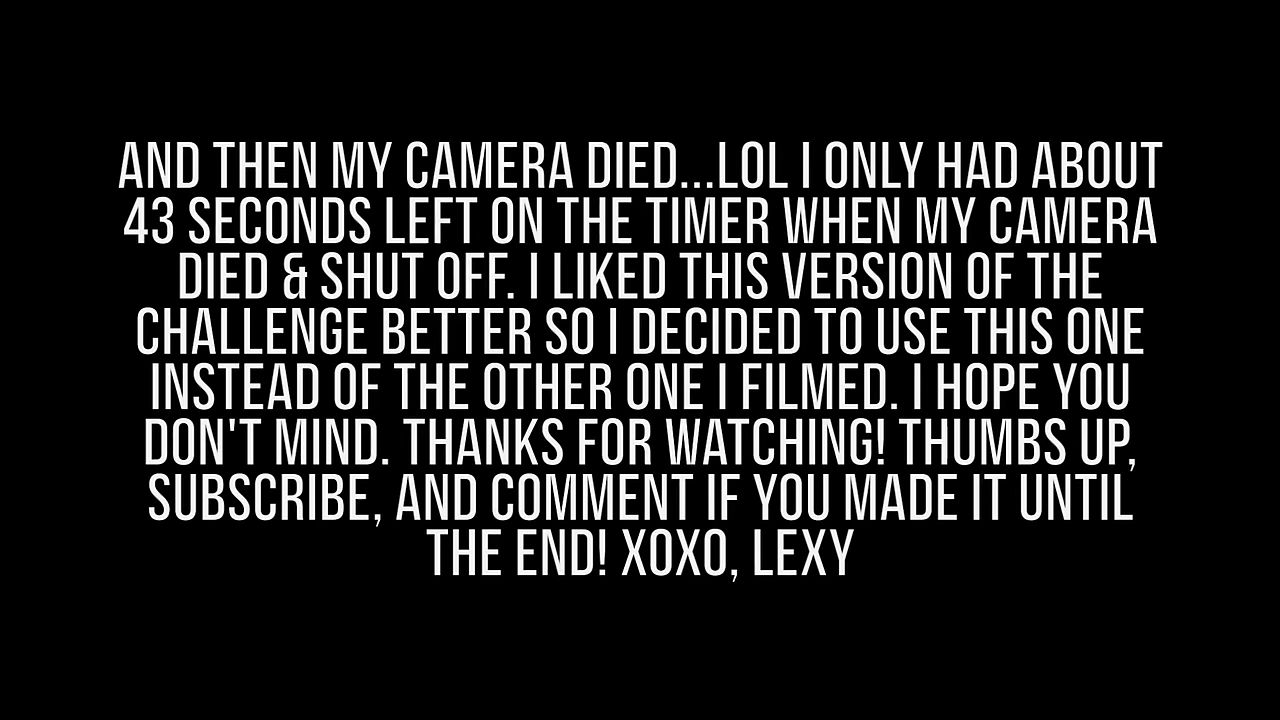 AND THEN MY CAMERA DIED...LOL I ONLY HAD ABOUT
43 SECONDS LEFT ON THE TIMER WHEN MY CAMERA
DIED & SHUT OFF. I LIKED THIS VERSION OF THE
CHALLENGE BETTER SO I DECIDED TO USE THIS ONE
INSTEAD OF THE OTHER ONE I FILMED. I HOPE YOU
DON'T MIND. THANKS FOR WATCHING! THUMBS UP,
SUBSCRIBE, AND COMMENT IF YOU MADE IT UNTIL
THE END! XOXO, LEXY